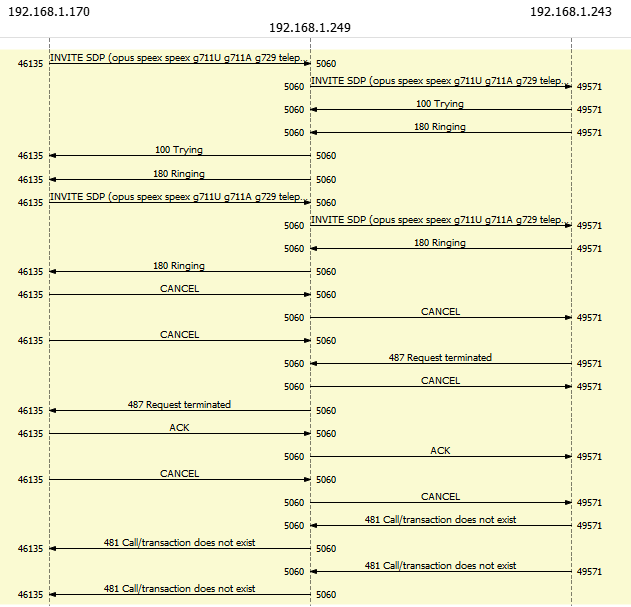 192.168.1.170
192.168.1.249
192.168.1.243
46135 INVITE SDP (opus speex speex g711U g711A g729 telep... 5060
5060 INVITE SDP (opus speex speex g711U g711A g729 telep... 49571
5060 100 Trying 49571
5060 180 Ringing 49571
46135 100 Trying 5060
46135 180 Ringing 5060
46135 INVITE SDP (opus speex speex g711U g711A g729 telep... 5060
5060 INVITE SDP (opus speex speex g711U g711A g729 telep... 49571
5060 180 Ringing 49571
46135 180 Ringing 5060
46135 CANCEL 5060
5060 CANCEL 49571
46135 CANCEL 5060
5060 487 Request terminated 49571
5060 CANCEL 49571
46135 487 Request terminated 5060
46135 ACK 5060
5060 ACK 49571
46135 CANCEL 5060
5060 CANCEL 49571
5060 481 Call/transaction does not exist 49571
46135 481 Call/transaction does not exist 5060
5060 481 Call/transaction does not exist 49571
46135 481 Call/transaction does not exist 5060